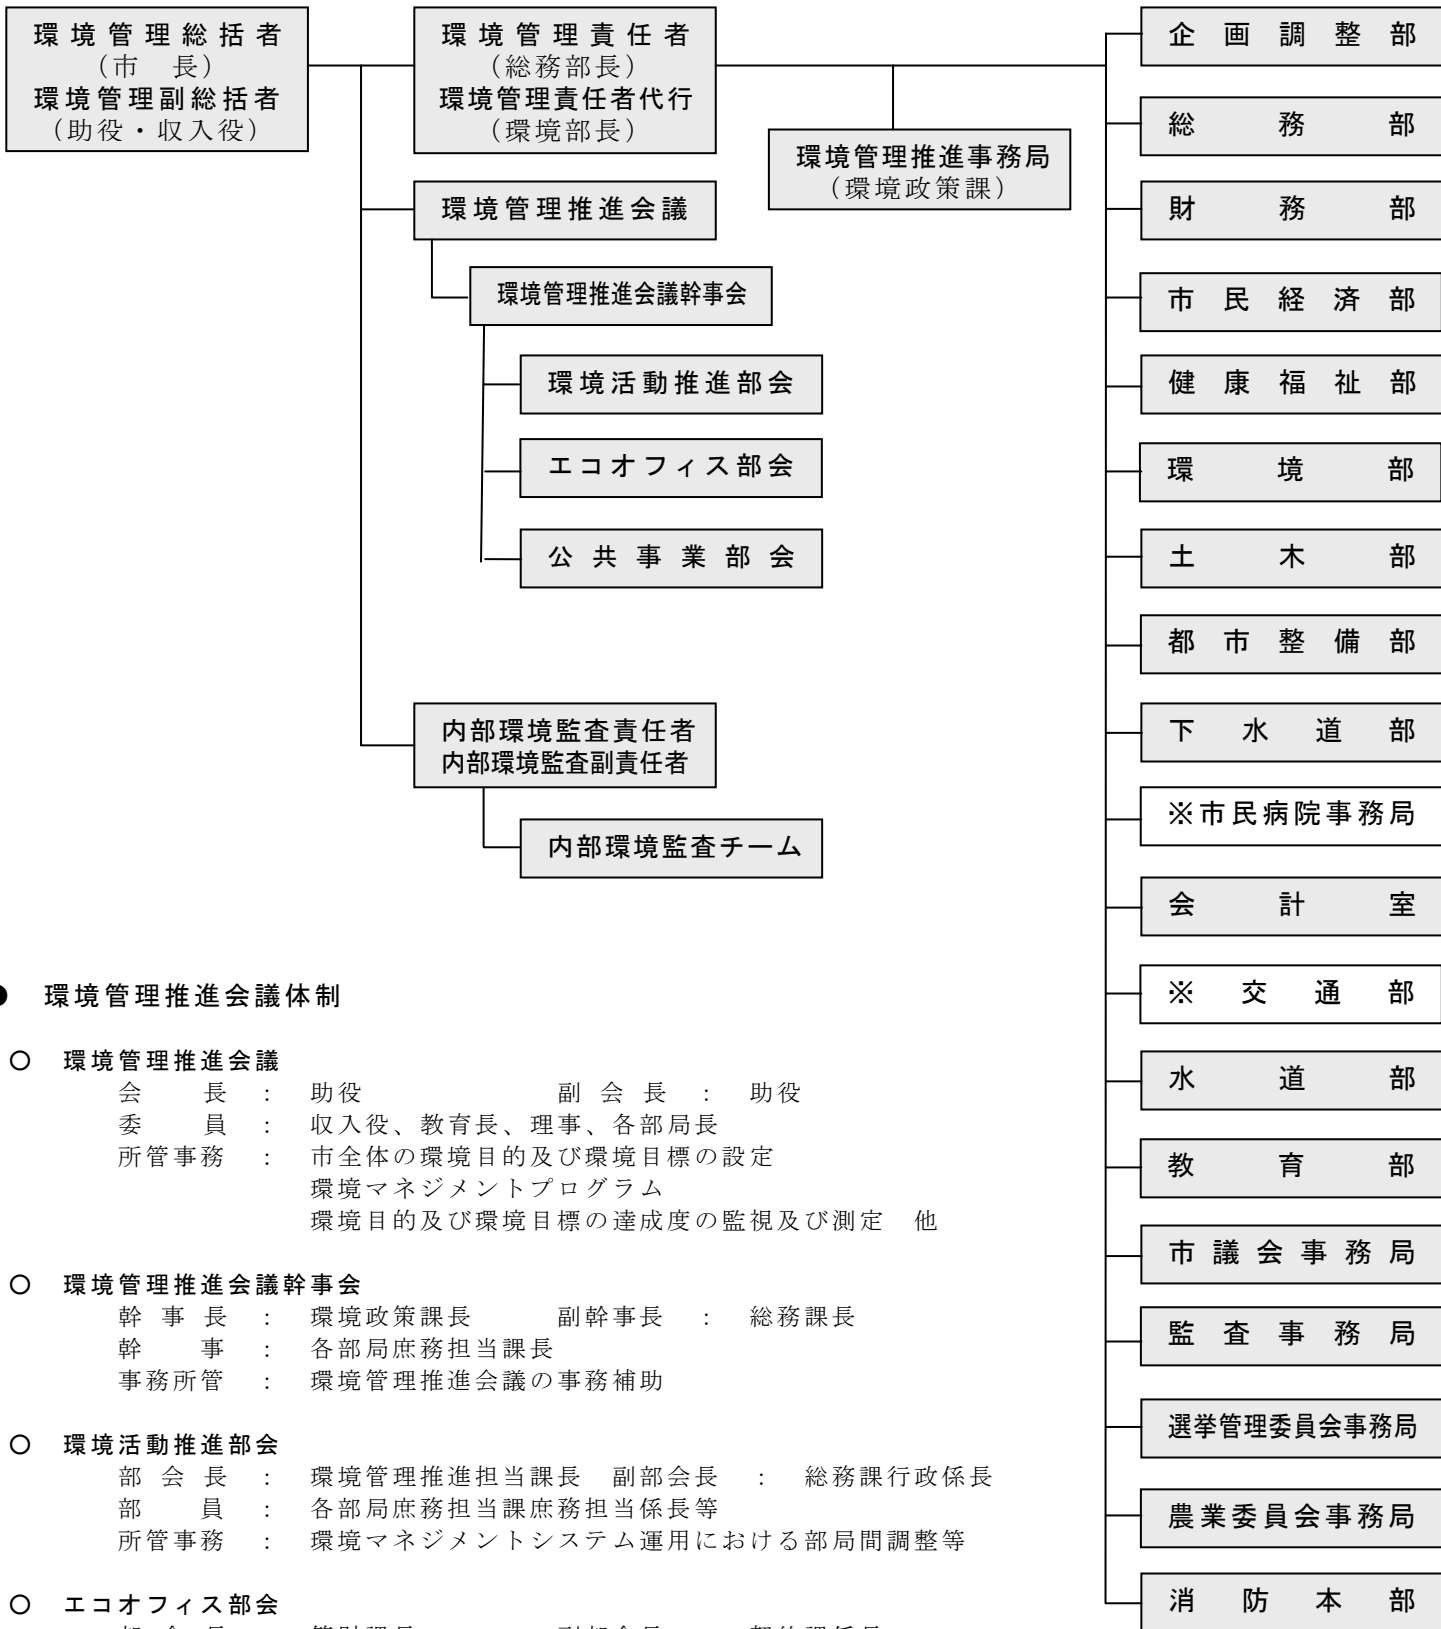 環境管理総括者
（市　長）
環境管理副総括者
（助役・収入役）
環境管理責任者
（総務部長）
環境管理責任者代行
（環境部長）
環境管理推進事務局
（環境政策課）
環境管理推進会議
環境管理推進会議幹事会
環境活動推進部会
エコオフィス部会
公共事業部会
内部環境監査責任者
内部環境監査副責任者
内部環境監査チーム
企画調整部
総務部
財務部
市民経済部
健康福祉部
環境部
土木部
都市整備部
下水道部
※市民病院事務局
会計室
※交通部
水道部
教育部
市議会事務局
監査事務局
選挙管理委員会事務局
農業委員会事務局
消防本部
●　環境管理推進会議体制
○　環境管理推進会議
会　長　：　助役　　副会長　：　助役
委　員　：　収入役、教育長、理事、各部局長
所管事務　：　市全体の環境目的及び環境目標の設定
環境マネジメントプログラム
環境目的及び環境目標の達成度の監視及び測定　他
○　環境管理推進会議幹事会
幹事長　：　環境政策課長　　副幹事長　：　総務課長
幹　事　：　各部局庶務担当課長
事務所管　：　環境管理推進会議の事務補助
○　環境活動推進部会
部会長　：　環境管理推進担当課長　副部会長　：　総務課行政係長
部　員　：　各部局庶務担当課庶務担当係長等
所管事務　：　環境マネジメントシステム運用における部局間調整等
○　エコオフィス部会